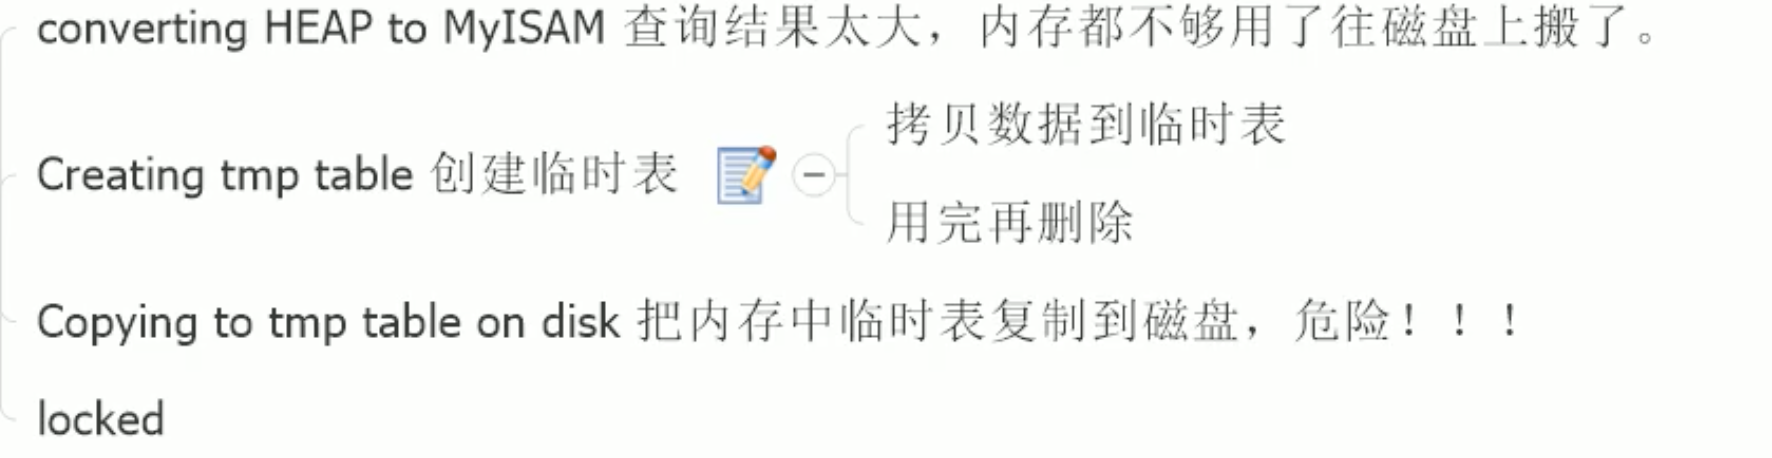 converting HEAP to MyISAM 查询结果太大，内存都不够用了往磁盘上搬了。
Creating tmp table 创建临时表
拷贝数据到临时表
用完再删除
Copying to tmp table on disk 把内存中临时表复制到磁盘，危险！！！
locked